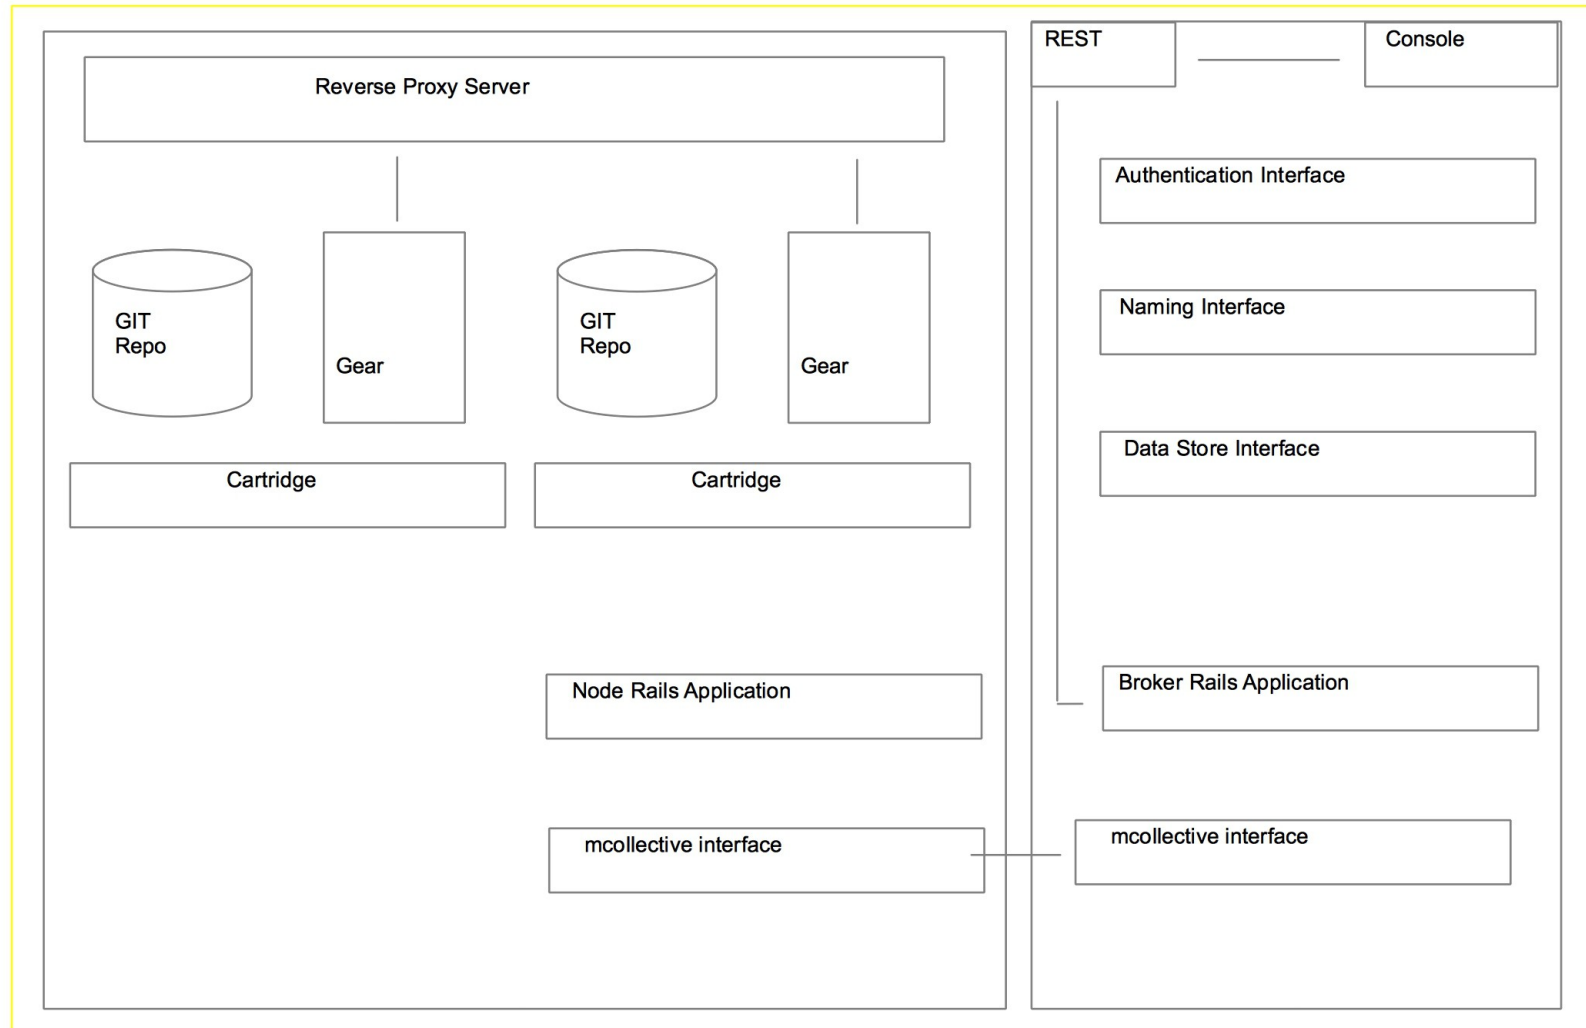 Reverse Proxy Server
GIT
Repo
Gear
GIT
Repo
Gear
Cartridge
Cartridge
Node Rails Application
mcollective interface
REST
Console
Authentication Interface
Naming Interface
Data Store Interface
Broker Rails Application
mcollective interface